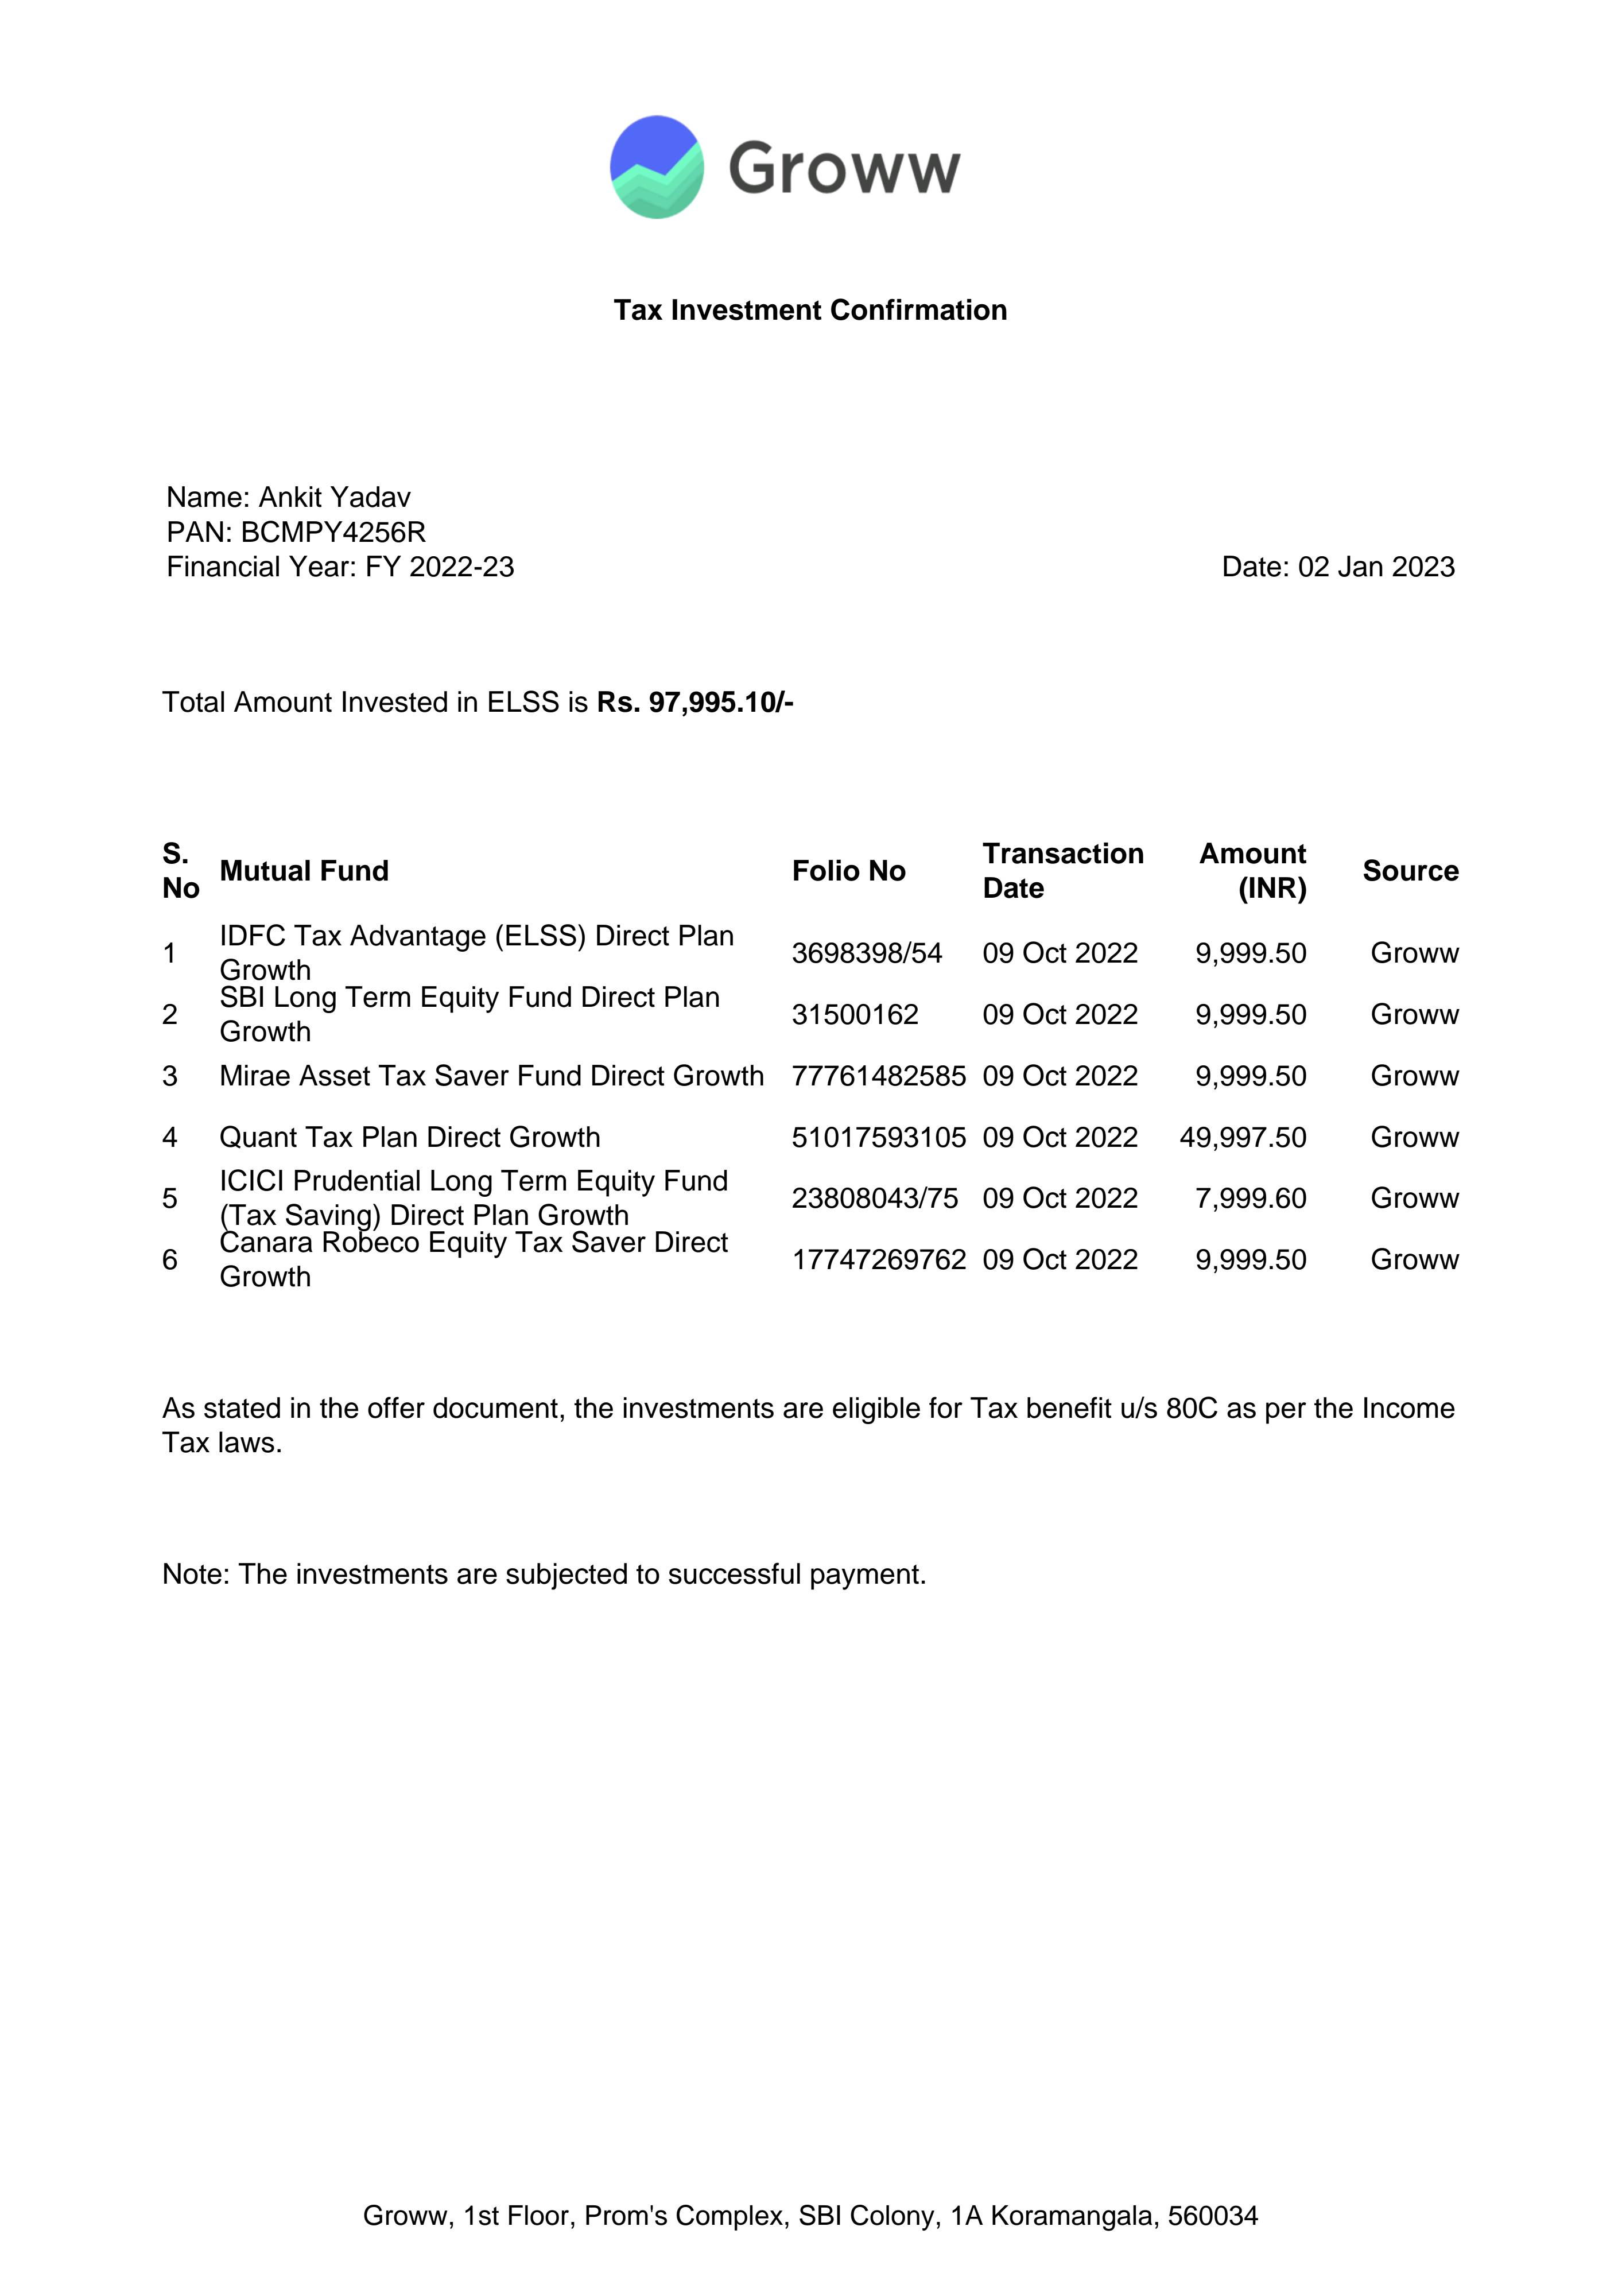 Groww
Tax Investment Confirmation
Name: Ankit Yadav
PAN: BCMPY4256R
Financial Year: FY 2022-23 Date: 02 Jan 2023
Total Amount Invested in ELSS is Rs. 97,995.10/-
S. No Mutual Fund Folio No Transaction Date Amount (INR) Source
1 IDFC Tax Advantage (ELSS) Direct Plan Growth 3698398/54 09 Oct 2022 9,999.50 Groww
2 SBI Long Term Equity Fund Direct Plan Growth 31500162 09 Oct 2022 9,999.50 Groww
3 Mirae Asset Tax Saver Fund Direct Growth 77761482585 09 Oct 2022 9,999.50 Groww
4 Quant Tax Plan Direct Growth 51017593105 09 Oct 2022 49,997.50 Groww
5 ICICI Prudential Long Term Equity Fund (Tax Saving) Direct Plan Growth 23808043/75 09 Oct 2022 7,999.60 Groww
6 Canara Robeco Equity Tax Saver Direct Growth 17747269762 09 Oct 2022 9,999.50 Groww
As stated in the offer document, the investments are eligible for Tax benefit u/s 80C as per the Income
Tax laws.
Note: The investments are subjected to successful payment.
Groww, 1st Floor, Prom's Complex, SBI Colony, 1A Koramangala, 560034